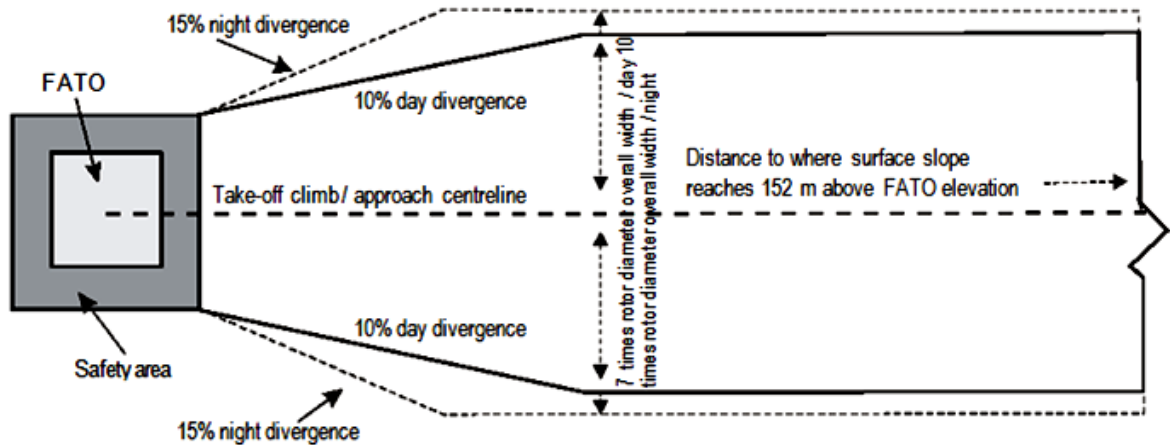 15% night divergence
FATO
10% day divergence
7 times rotor diameter overall width / day 10
times rotor diameter overall width / night
Distance to where surface slope
reaches 152 m above FATO elevation
Take-off climb/ approach centreline
10% day divergence
Safety area
15% night divergence